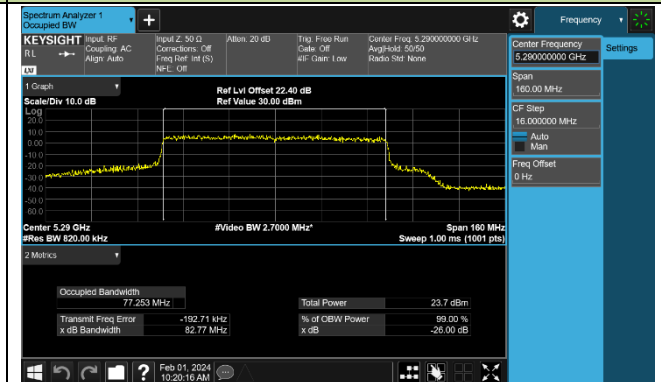 Spectrum Analyzer 1
Occupied BW
+
Frequency
KEYSIGHT
RL
LXI
Input: RF
Coupling: AC
Align: Auto
Input Z: 50 Ω
Corrections: Off
Freq Ref: Int (S)
NFE: Off
Atten: 20 dB
Trig: Free Run
Gate: Off
#IF Gain: Low
Center Freq: 5.290000000 GHz
Avg|Hold: 50/50
Radio Std: None
Center Frequency
5.290000000 GHz
Settings
Span
160.00 MHz
CF Step
16.000000 MHz
Auto
Man
Freq Offset
0 Hz
1 Graph
Scale/Div 10.0 dB
Ref Lvl Offset 22.40 dB
Ref Value 30.00 dBm
Log
20.0
10.0
0.00
-10.0
-20.0
-30.0
-40.0
-50.0
-60.0
Center 5.29 GHz
#Res BW 820.00 kHz
#Video BW 2.7000 MHz*
Span 160 MHz
Sweep 1.00 ms (1001 pts)
2 Metrics
Occupied Bandwidth
77.253 MHz
Total Power 23.7 dBm
Transmit Freq Error -192.71 kHz
% of OBW Power 99.00 %
x dB Bandwidth 82.77 MHz
x dB -26.00 dB
?
Feb 01, 2024
10:20:16 AM